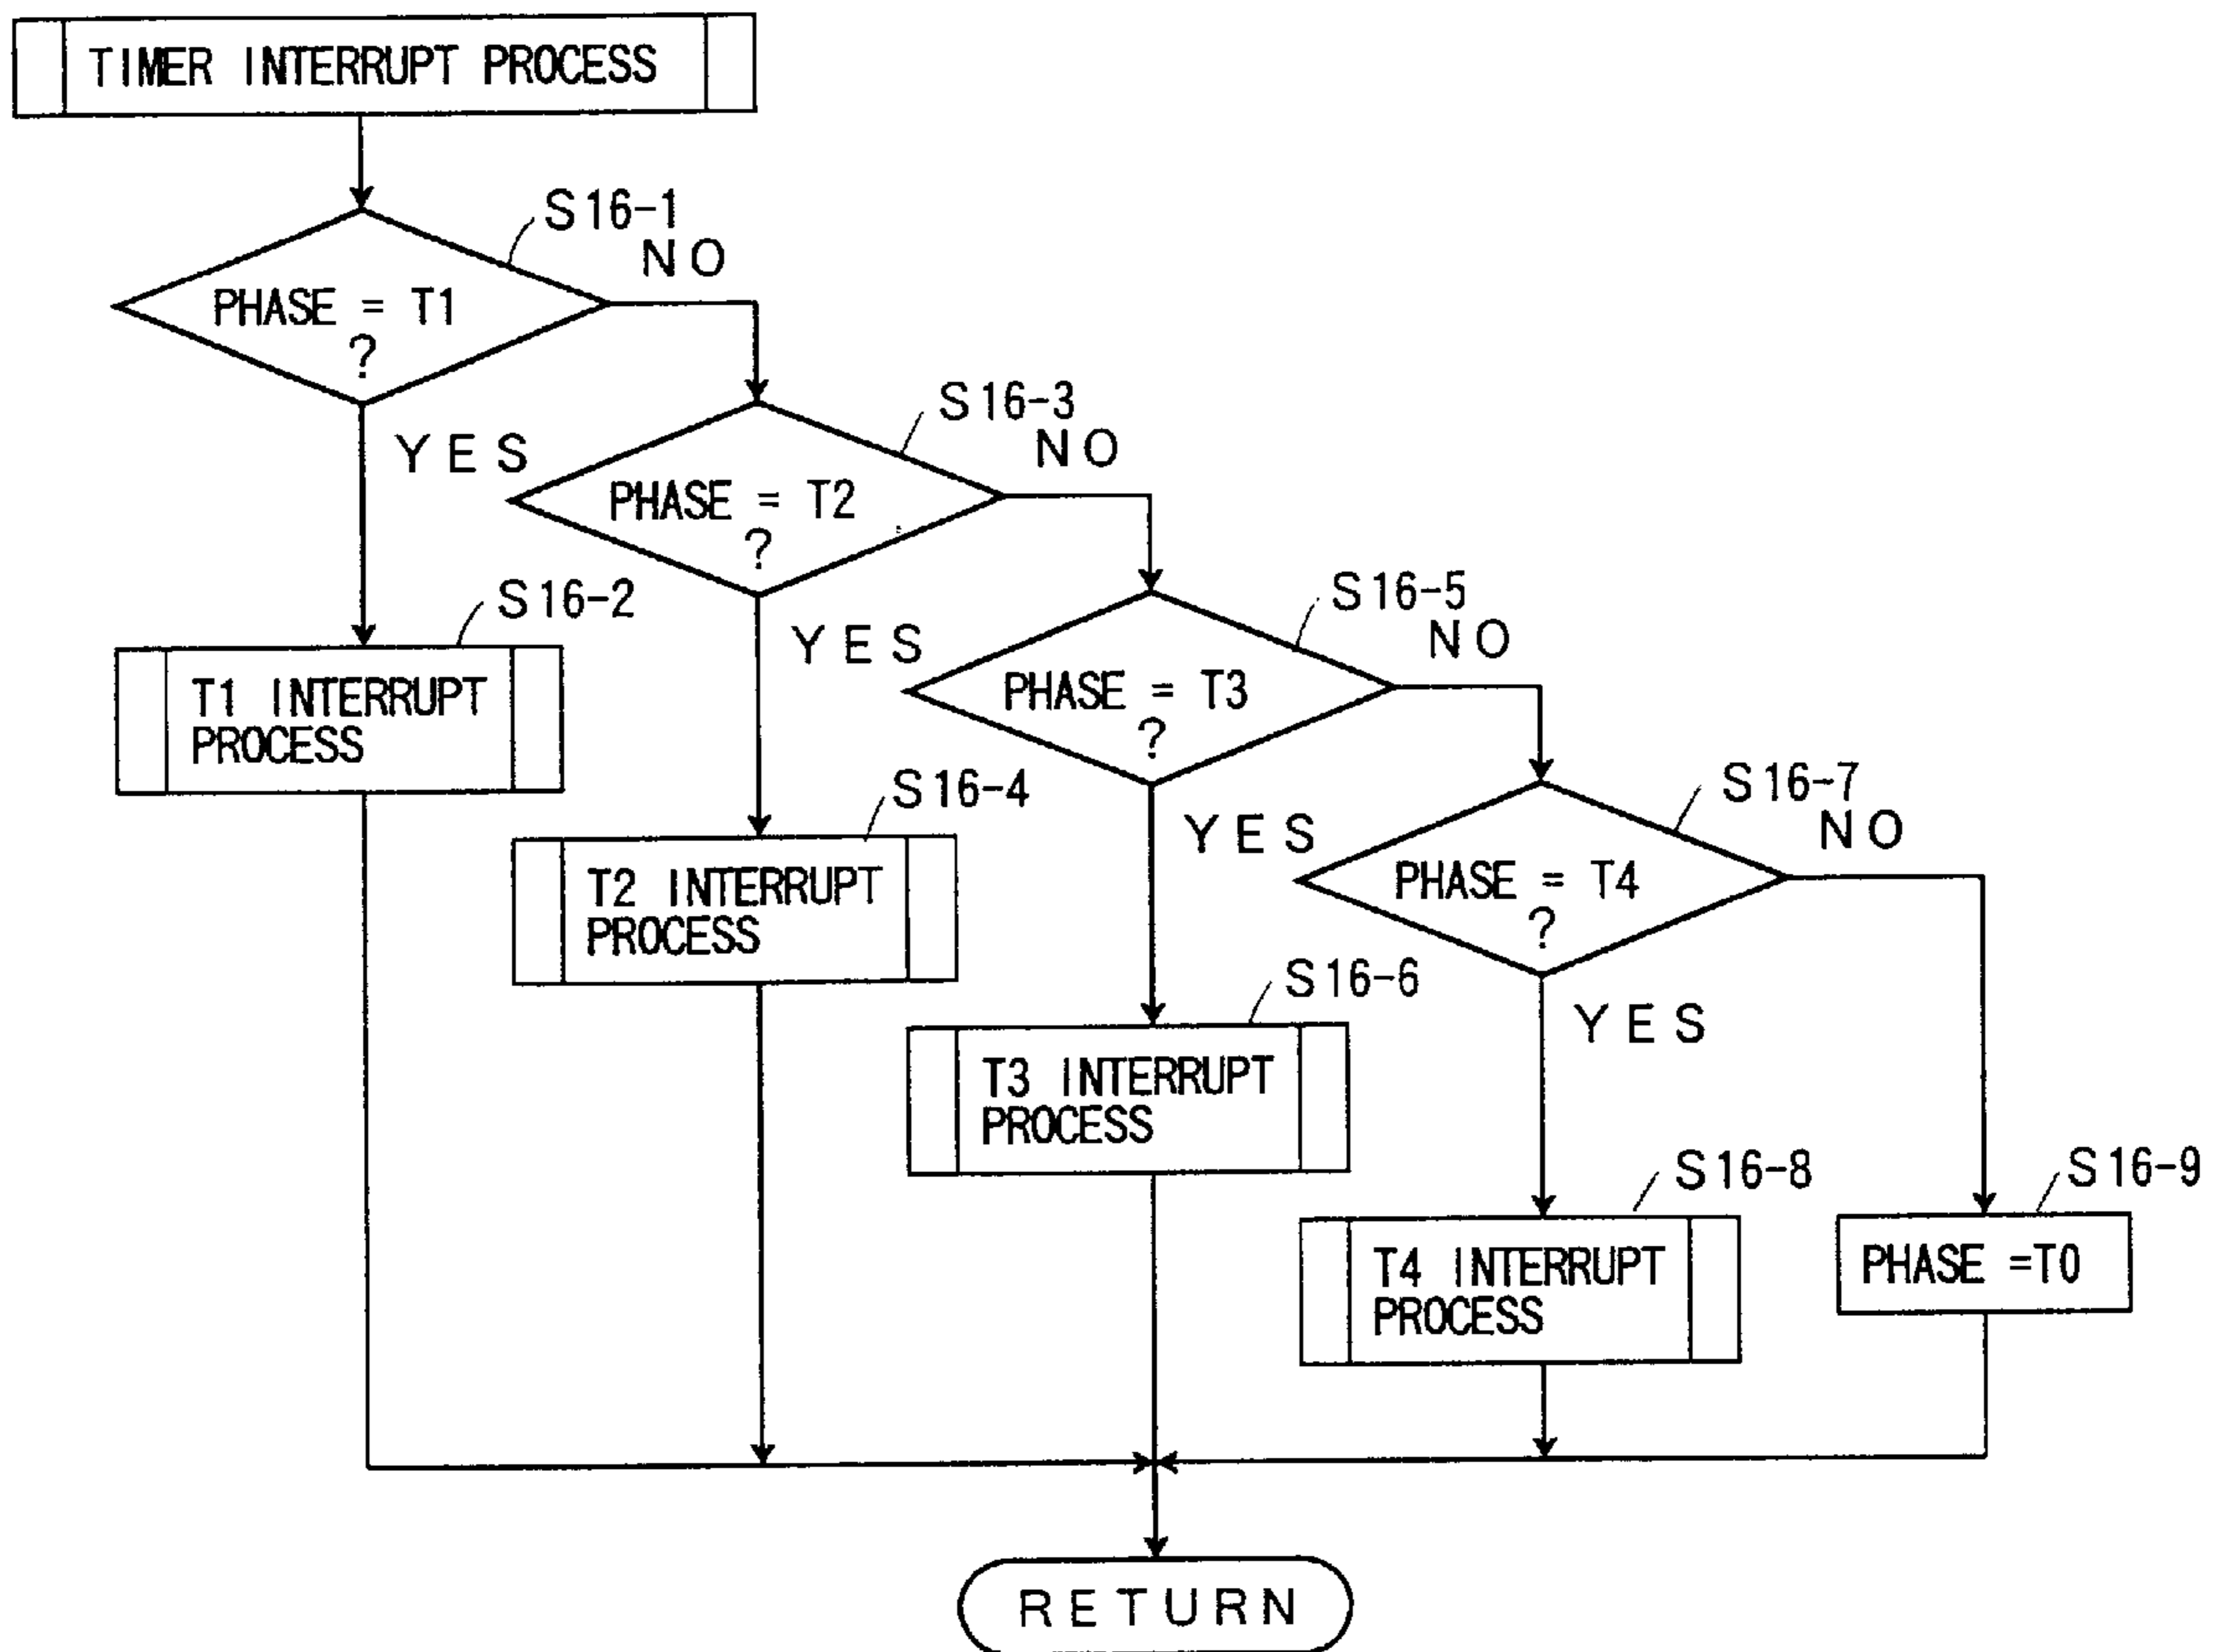 TIMER INTERRUPT PROCESS
S16-1
NO
PHASE = T1
?
YES
S16-3
NO
PHASE = T2
?
YES
S16-2
T1 INTERRUPT
PROCESS
S16-5
NO
PHASE = T3
?
YES
S16-4
T2 INTERRUPT
PROCESS
S16-7
NO
PHASE = T4
?
YES
S16-6
T3 INTERRUPT
PROCESS
S16-8
T4 INTERRUPT
PROCESS
S16-9
PHASE =T0
RETURN